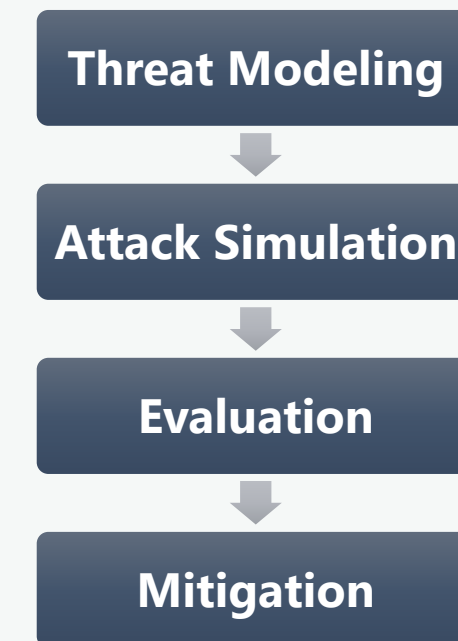 Threat Modeling
Attack Simulation
Evaluation
Mitigation